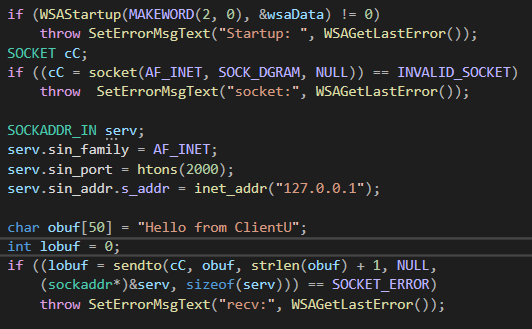 if (WSAStartup(MAKEWORD(2, 0), &wsaData) != 0)
    throw SetErrorMsgText("Startup: ", WSAGetLastError());
SOCKET cC;
if ((cC = socket(AF_INET, SOCK_DGRAM, NULL)) == INVALID_SOCKET)
    throw  SetErrorMsgText("socket:", WSAGetLastError());

SOCKADDR_IN serv;
serv.sin_family = AF_INET;
serv.sin_port = htons(2000);
serv.sin_addr.s_addr = inet_addr("127.0.0.1");

char obuf[50] = "Hello from ClientU";
int lobuf = 0;
if ((lobuf = sendto(cC, obuf, strlen(obuf) + 1, NULL,
    (sockaddr*)&serv, sizeof(serv))) == SOCKET_ERROR)
    throw SetErrorMsgText("recv:", WSAGetLastError());